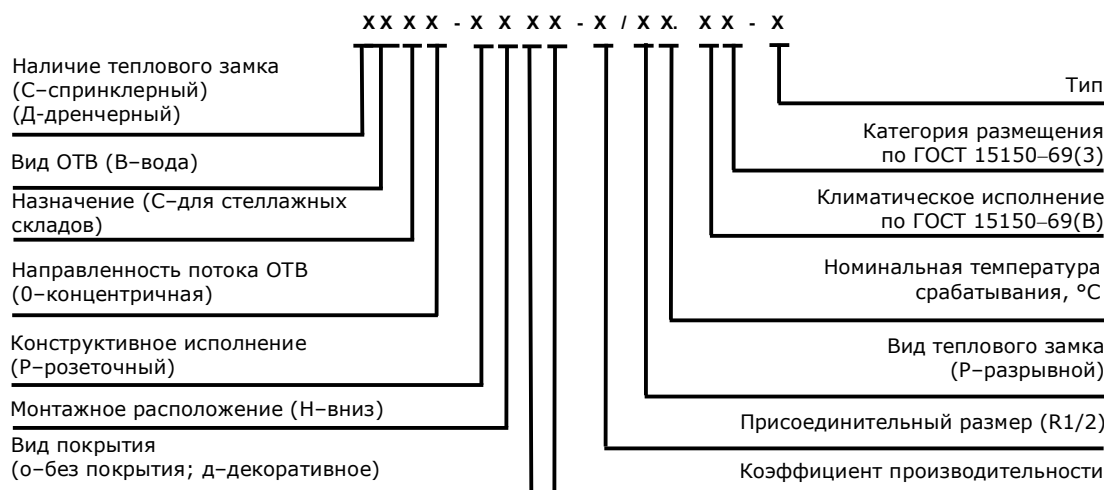 XXXX - XXXX - X / XX. XX - X
Наличие теплового замка
(С–спринклерный)
(Д-дренчерный)
Вид ОТВ (В–вода)
Назначение (С–для стеллажных
складов)
Направленность потока ОТВ
(0–концентричная)
Конструктивное исполнение
(Р–розеточный)
Монтажное расположение (Н–вниз)
Вид покрытия
(о–без покрытия; д–декоративное)
Тип
Категория размещения
по ГОСТ 15150–69(3)
Климатическое исполнение
по ГОСТ 15150–69(В)
Номинальная температура
срабатывания, °С
Вид теплового замка
(Р–разрывной)
Присоединительный размер (R1/2)
Коэффициент производительности